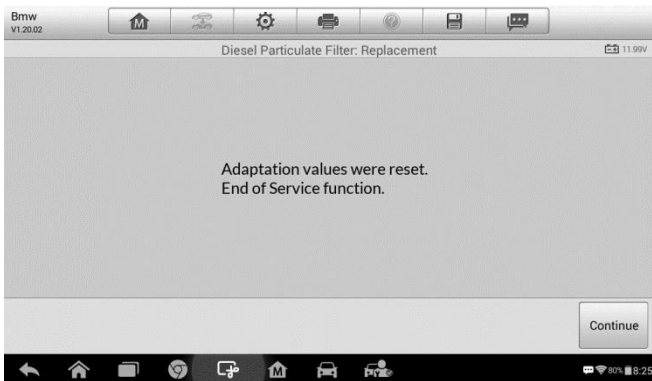 Bmw
V1.20.02
Diesel Particulate Filter: Replacement
11.99V
Adaptation values were reset.
End of Service function.
Continue
80% 8:25